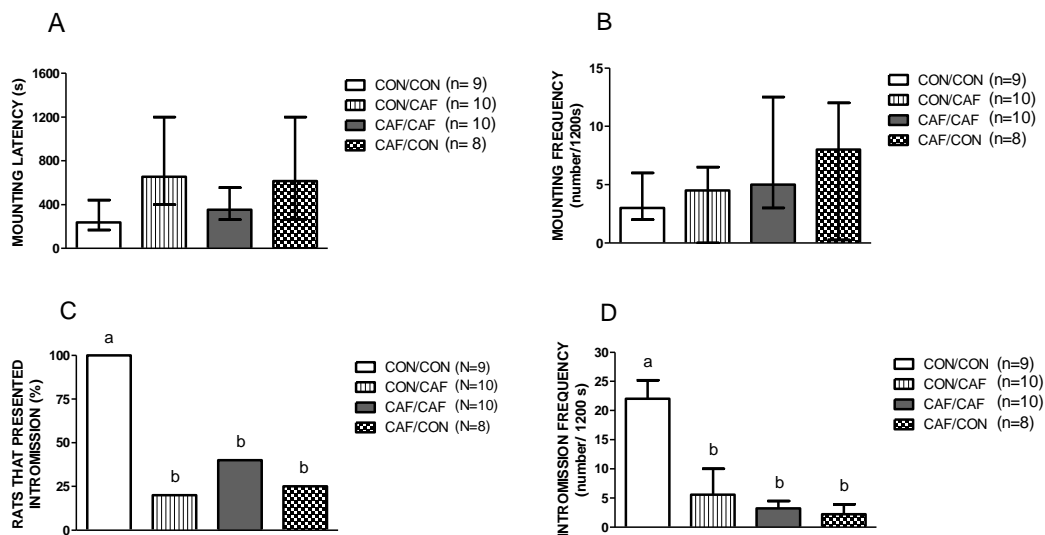 A
MOUNTING LATENCY (s)
1600
1200
800
400
0
CON/CON (n= 9)
CON/CAF (n= 10)
CAF/CAF (n= 10)
CAF/CON (n= 8)
B
MOUNTING FREQUENCY
(number/1200s)
15
10
5
0
CON/CON (n=9)
CON/CAF (n=10)
CAF/CAF (n=10)
CAF/CON (n=8)
C
RATS THAT PRESENTED
INTROMISSION (%)
100
75
50
25
0
a
b
b
b
CON/CON (N=9)
CON/CAF (N=10)
CAF/CAF (N=10)
CAF/CON (N=8)
D
INTROMISSION FREQUENCY
(number/ 1200 s)
30
25
20
15
10
5
0
a
b
b
b
CON/CON (n=9)
CON/CAF (n=10)
CAF/CAF (n=10)
CAF/CON (n=8)